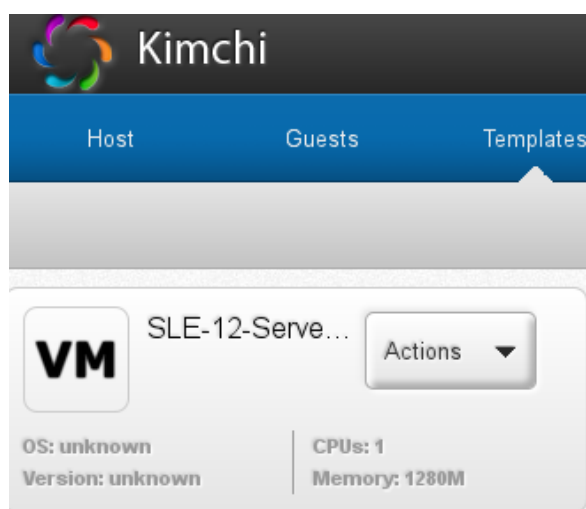 Kimchi
Host Guests Templates
VM SLE-12-Serve... Actions
OS: unknown CPUs: 1
Version: unknown Memory: 1280M